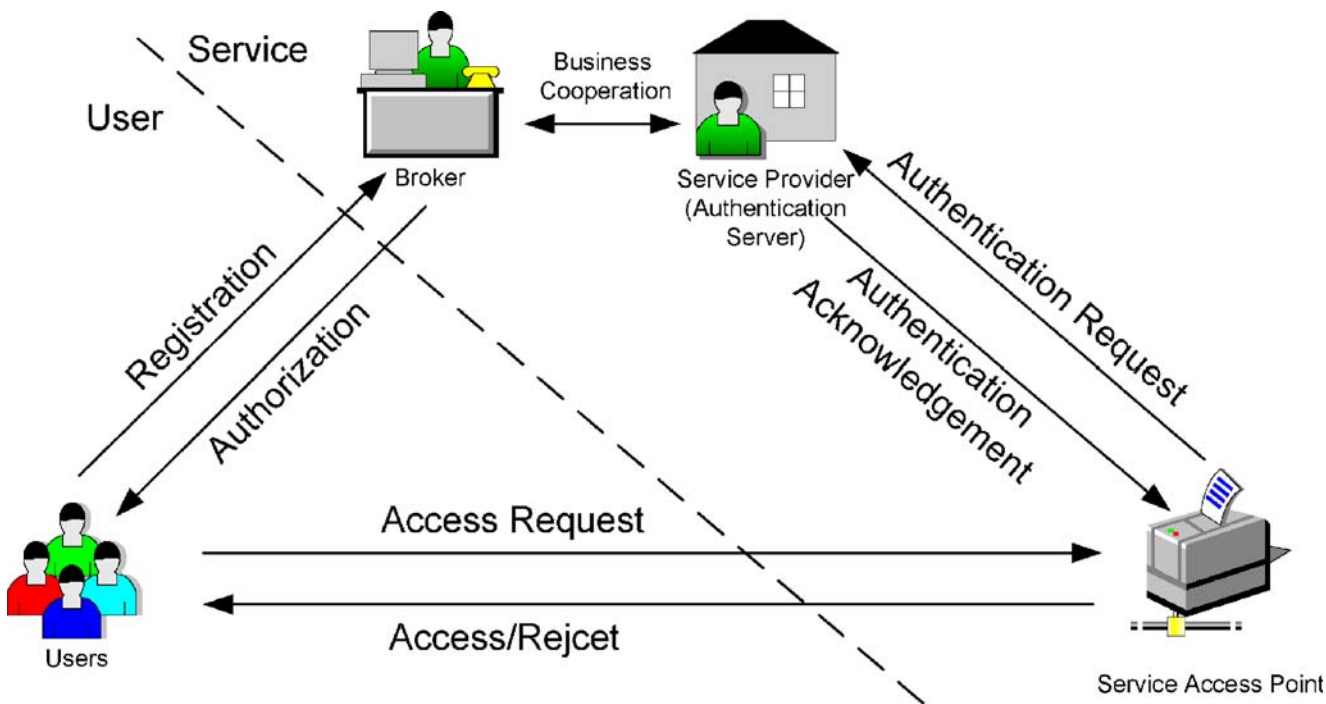 Service
User
Business
Cooperation
Broker
Service Provider
(Authentication
Server)
Authentication Request
Authentication
Acknowledgement
Registration
Authorization
Access Request
Access/Rejcet
Users
Service Access Point